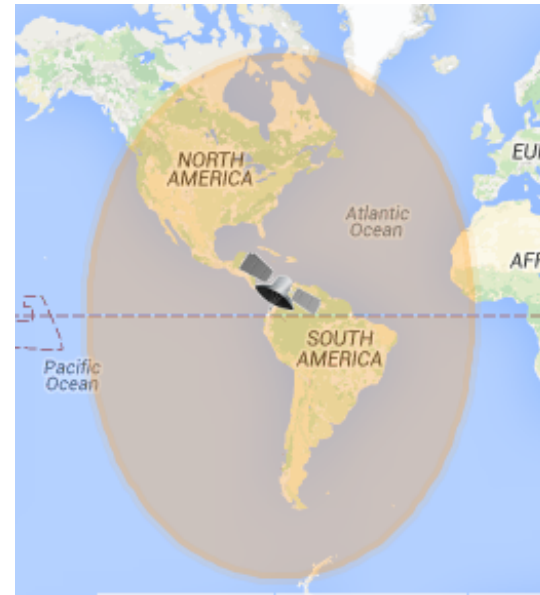 NORTH
AMERICA
EU
Atlantic
Ocean
AFR
SOUTH
AMERICA
Pacific
Ocean